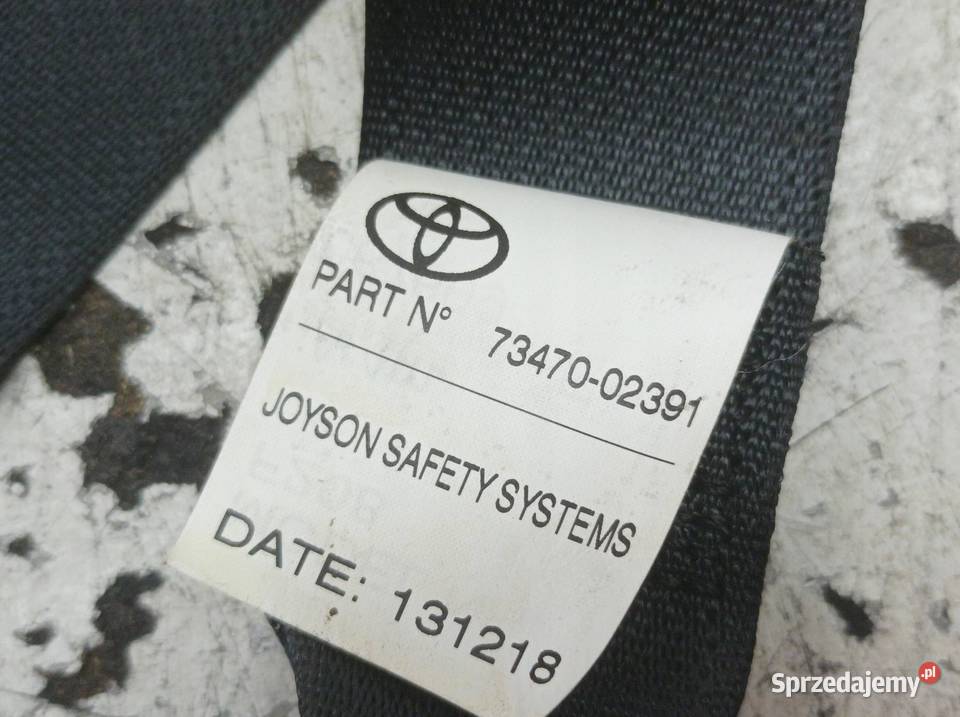 PART N° 73470-02391
JOYSON SAFETY SYSTEMS
DATE: 131218
Sprzedajemy.pl